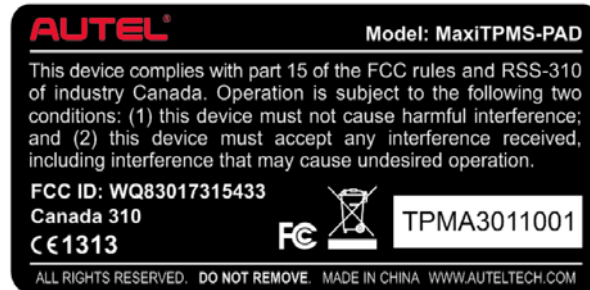 AUTEL®
Model: MaxiTPMS-PAD
This device complies with part 15 of the FCC rules and RSS-310
of industry Canada. Operation is subject to the following two
conditions: (1) this device must not cause harmful interference;
and (2) this device must accept any interference received,
including interference that may cause undesired operation.
FCC ID: WQ83017315433
Canada 310
CE1313
FC
TPMA3011001
ALL RIGHTS RESERVED. DO NOT REMOVE. MADE IN CHINA WWW.AUTELTECH.COM